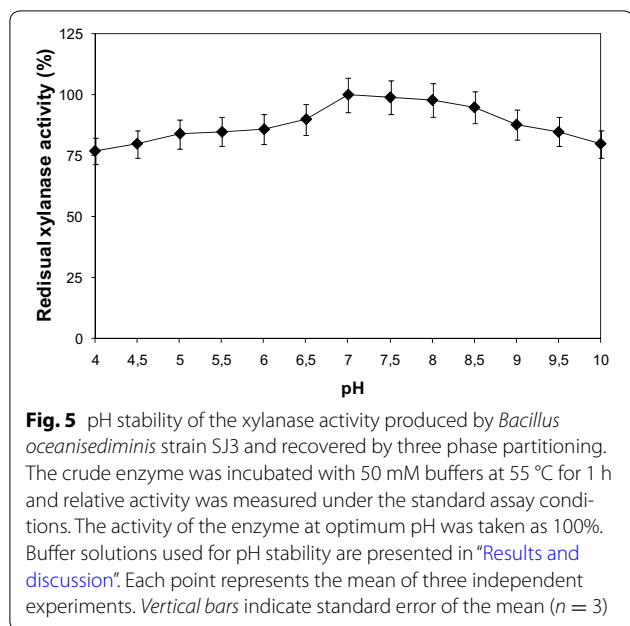 125
100
75
50
25
0
Redisual xylanase activity (%)
4 4,5 5 5,5 6 6,5 7 7,5 8 8,5 9 9,5 10
pH
Fig. 5 pH stability of the xylanase activity produced by Bacillus
oceanisediminis strain SJ3 and recovered by three phase partitioning.
The crude enzyme was incubated with 50 mM buffers at 55 °C for 1 h
and relative activity was measured under the standard assay condi-
tions. The activity of the enzyme at optimum pH was taken as 100%.
Buffer solutions used for pH stability are presented in “Results and
discussion”. Each point represents the mean of three independent
experiments. Vertical bars indicate standard error of the mean (n = 3)